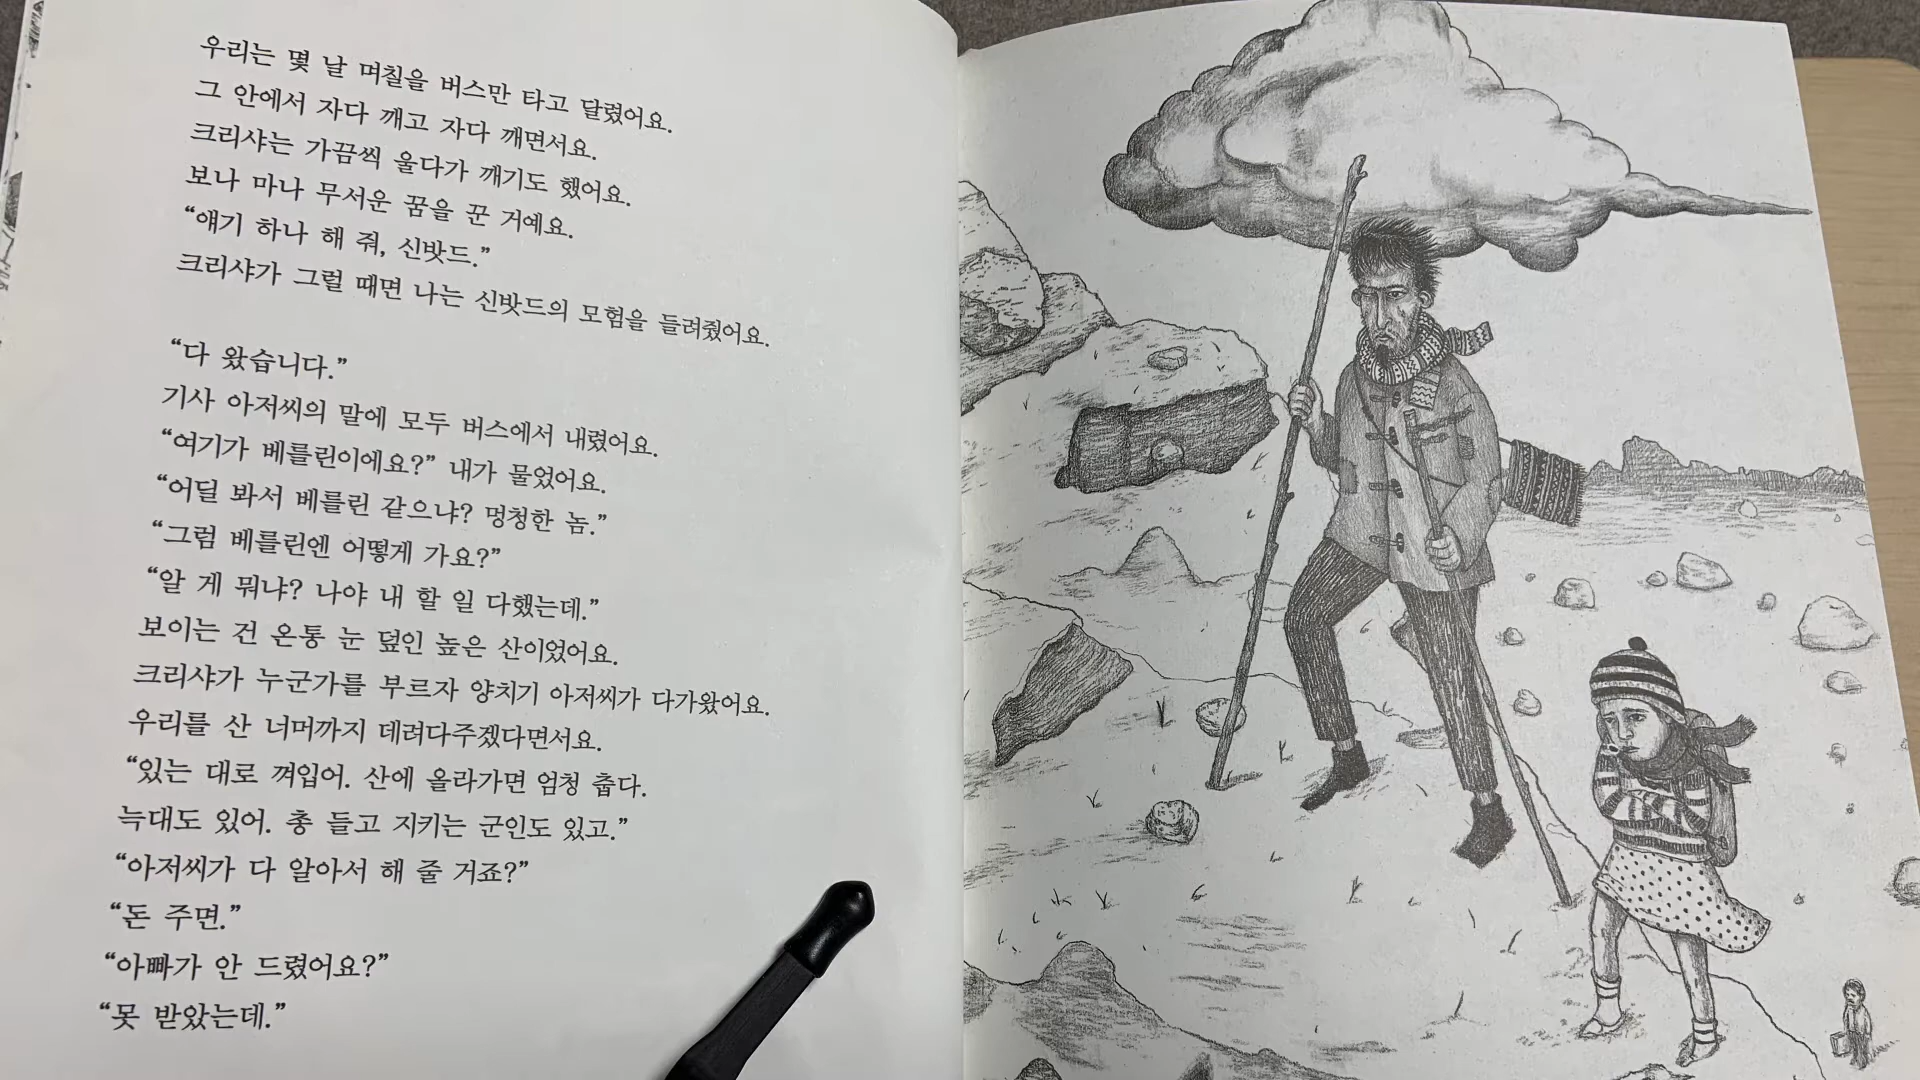 우리는 몇 날 며칠을 버스만 타고 달렸어요.
그 안에서 자다 깨고 자다 깨면서요.
크리샤는 가끔씩 울다가 깨기도 했어요.
보나 마나 무서운 꿈을 꾼 거예요.
“얘기 하나 해 줘, 신밧드.”
크리샤가 그럴 때면 나는 신밧드의 모험을 들려줬어요.
“다 왔습니다.”
기사 아저씨의 말에 모두 버스에서 내렸어요.
“여기가 베를린이에요?” 내가 물었어요.
“어딜 봐서 베를린 같으냐? 멍청한 놈.”
“그럼 베를린엔 어떻게 가요?”
“알 게 뭐냐? 나야 내 할 일 다했는데.”
보이는 건 온통 눈 덮인 높은 산이었어요.
크리샤가 누군가를 부르자 양치기 아저씨가 다가왔어요.
우리를 산 너머까지 데려다주겠다면서요.
“있는 대로 껴입어. 산에 올라가면 엄청 춥다.
늑대도 있어. 총 들고 지키는 군인도 있고.”
“아저씨가 다 알아서 해 줄 거죠?”
“돈 주면.”
“아빠가 안 드렸어요?”
“못 받았는데.”